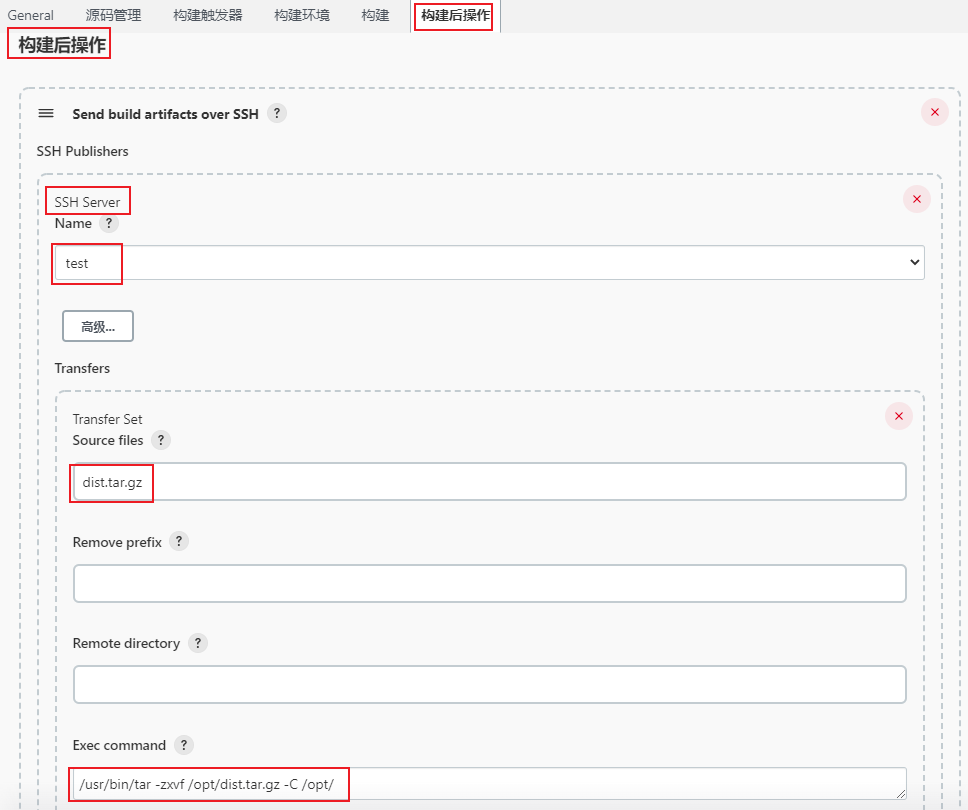 General 源码管理 构建触发器 构建环境 构建 构建后操作
构建后操作
Send build artifacts over SSH ?
SSH Publishers
SSH Server
Name ?
test
高级...
Transfers
Transfer Set
Source files ?
dist.tar.gz
Remove prefix ?
Remote directory ?
Exec command ?
/usr/bin/tar -zxvf /opt/dist.tar.gz -C /opt/